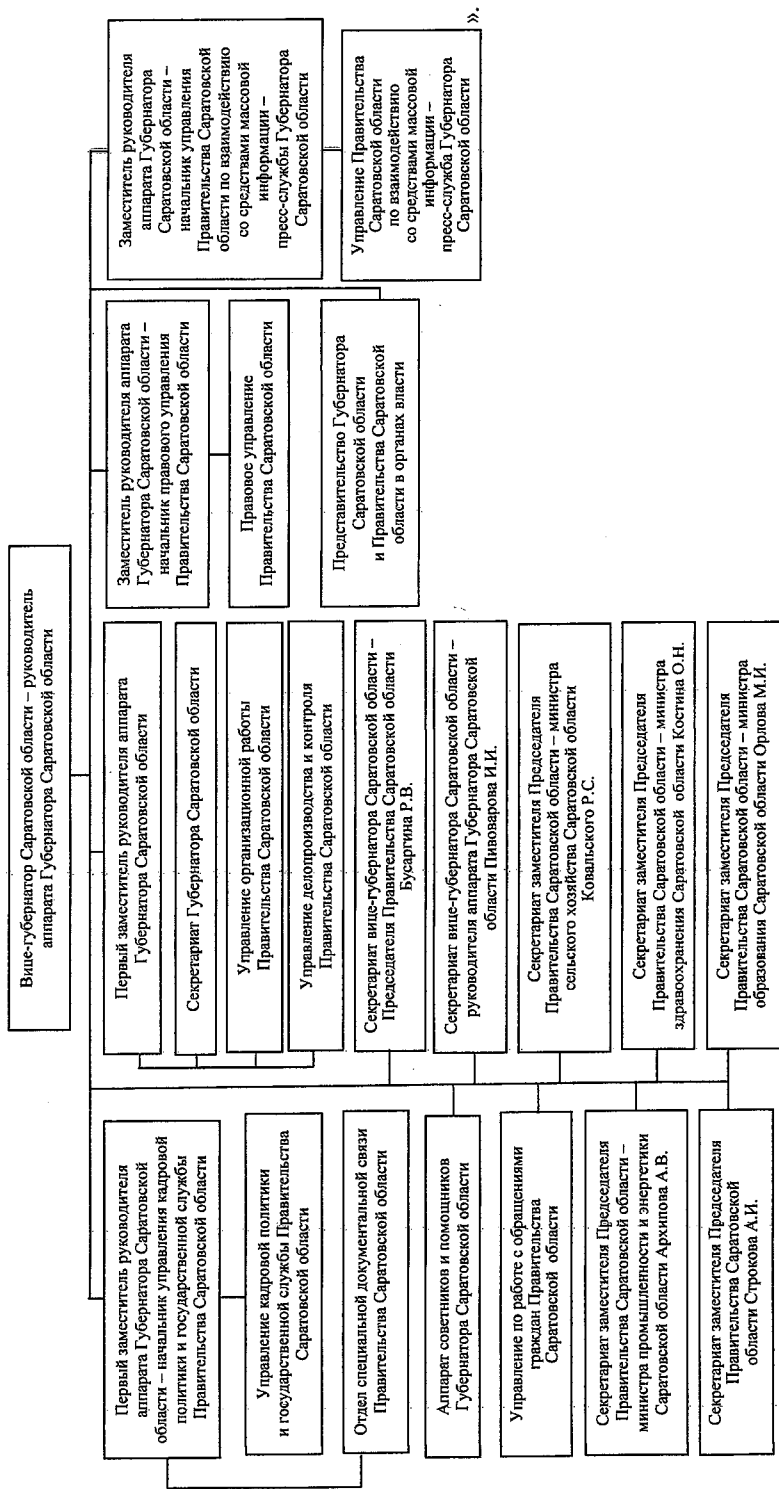 Вице-губернатор Саратовской области – руководитель
аппарата Губернатора Саратовской области
Первый заместитель руководителя
аппарата Губернатора Саратовской
области – начальник управления кадровой
политики и государственной службы
Правительства Саратовской области
Управление кадровой политики
и государственной службы Правительства
Саратовской области
Отдел специальной документальной связи
Правительства Саратовской области
Аппарат советников и помощников
Губернатора Саратовской области
Управление по работе с обращениями
граждан Правительства
Саратовской области
Секретариат заместителя Председателя
Правительства Саратовской области –
министра промышленности и энергетики
Саратовской области Архипова А.В.
Секретариат заместителя Председателя
Правительства Саратовской
области Строкова А.И.
Первый заместитель руководителя аппарата
Губернатора Саратовской области
Секретариат Губернатора Саратовской области
Управление организационной работы
Правительства Саратовской области
Управление делопроизводства и контроля
Правительства Саратовской области
Секретариат вице-губернатора Саратовской области –
Председателя Правительства Саратовской области
Бусаргина Р.В.
Секретариат вице-губернатора Саратовской области –
руководителя аппарата Губернатора Саратовской
области Пивоварова И.И.
Секретариат заместителя Председателя
Правительства Саратовской области – министра
сельского хозяйства Саратовской области
Ковальского Р.С.
Секретариат заместителя Председателя
Правительства Саратовской области – министра
здравоохранения Саратовской области Костина О.Н.
Секретариат заместителя Председателя
Правительства Саратовской области – министра
образования Саратовской области Орлова М.И.
Заместитель руководителя аппарата
Губернатора Саратовской области –
начальник правового управления
Правительства Саратовской области
Правовое управление
Правительства Саратовской области
Представительство Губернатора
Саратовской области
и Правительства Саратовской
области в органах власти
Заместитель руководителя
аппарата Губернатора
Саратовской области –
начальник управления
Правительства Саратовской
области по взаимодействию
со средствами массовой
информации –
пресс-службы Губернатора
Саратовской области
Управление Правительства
Саратовской области
по взаимодействию
со средствами массовой
информации –
пресс-служба Губернатора
Саратовской области
».